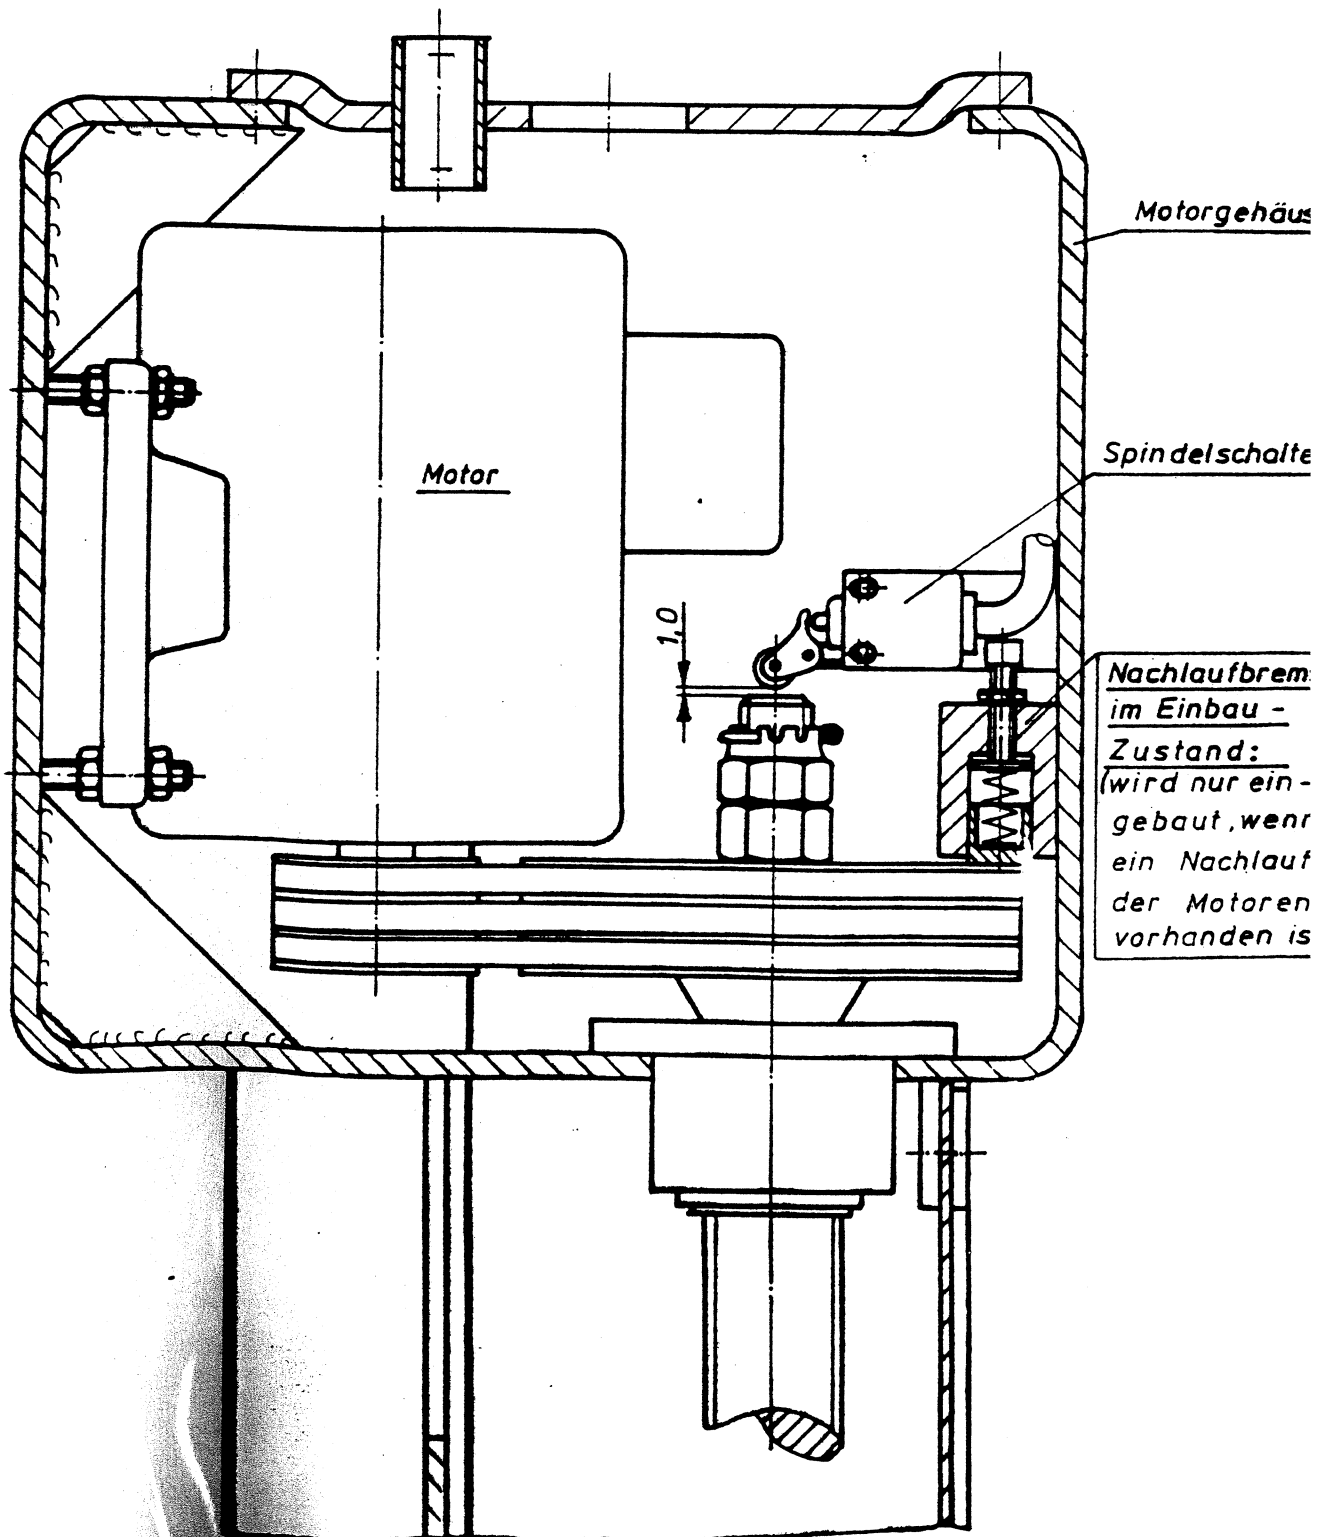 Motorgehäus
Spindelschalte
Motor
1,0
Nachlaufbrem
im Einbau -
Zustand:
(wird nur ein-
gebaut, wenn
ein Nachlauf
der Motoren
vorhanden is